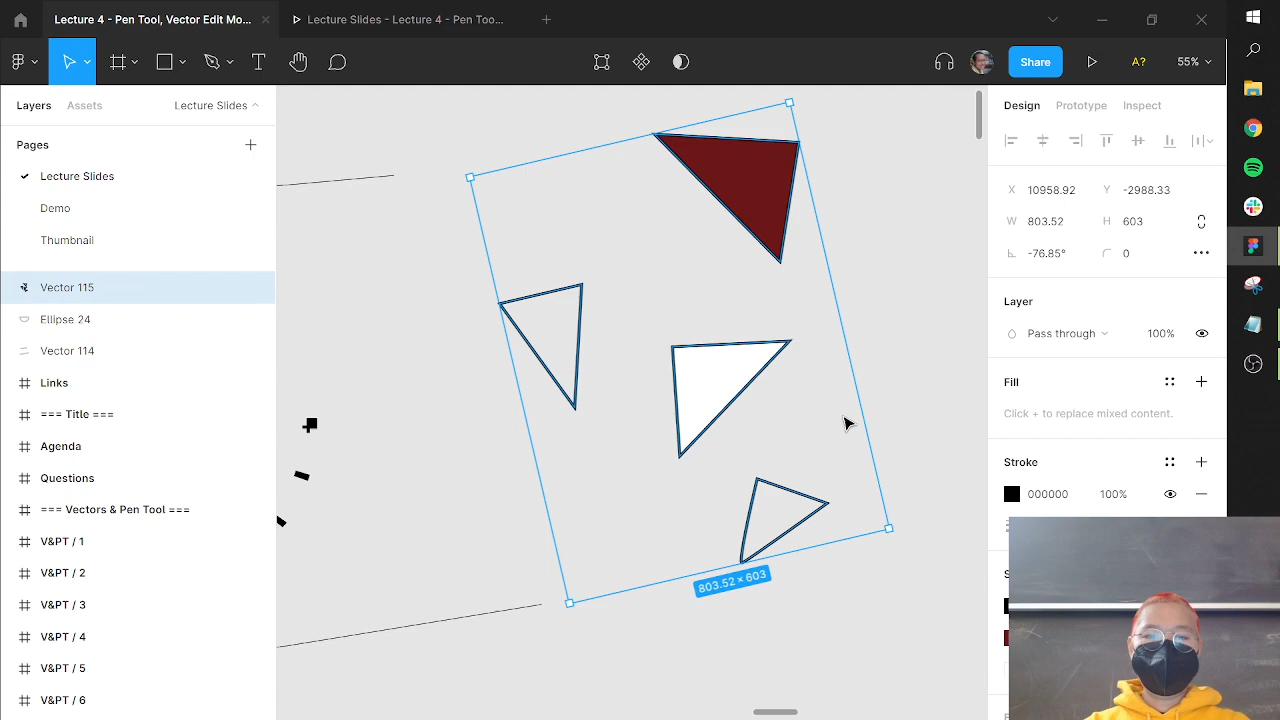 Lecture 4 - Pen Tool, Vector Edit Mo...
Lecture Slides - Lecture 4 - Pen Too...
Share
A?
55%
Layers
Assets
Lecture Slides
Pages
Lecture Slides
Demo
Thumbnail
Vector 115
Ellipse 24
Vector 114
Links
=== Title ===
Agenda
Questions
=== Vectors & Pen Tool ===
V&PT / 1
V&PT / 2
V&PT / 3
V&PT / 4
V&PT / 5
V&PT / 6
803.52 × 603
Design
Prototype
Inspect
X 10958.92 Y -2988.33
W 803.52 H 603
-76.85° 0
Layer
Pass through 100%
Fill
Click + to replace mixed content.
Stroke
000000 100%